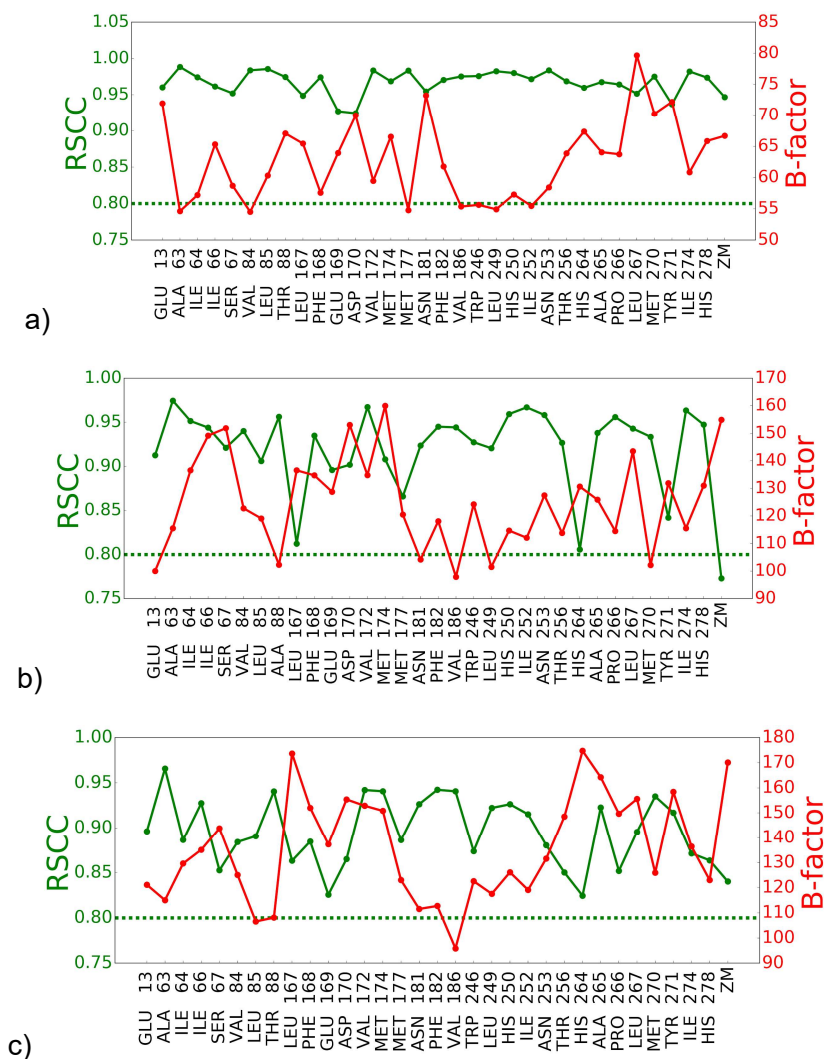 1.05
1.00
0.95
0.90
0.85
0.80
0.75
RSCC
85
80
75
70
65
60
55
50
B-factor
GLU 13
ALA 63
ILE 64
ILE 66
SER 67
VAL 84
LEU 85
THR 88
LEU 167
PHE 168
GLU 169
ASP 170
VAL 172
MET 174
MET 177
ASN 181
PHE 182
VAL 186
TRP 246
LEU 249
HIS 250
ILE 252
ASN 253
THR 256
HIS 264
ALA 265
PRO 266
LEU 267
MET 270
TYR 271
ILE 274
HIS 278
ZM
a)
1.00
0.95
0.90
0.85
0.80
0.75
RSCC
170
160
150
140
130
120
110
100
90
B-factor
GLU 13
ALA 63
ILE 64
ILE 66
SER 67
VAL 84
LEU 85
ALA 88
LEU 167
PHE 168
GLU 169
ASP 170
VAL 172
MET 174
MET 177
ASN 181
PHE 182
VAL 186
TRP 246
LEU 249
HIS 250
ILE 252
ASN 253
THR 256
HIS 264
ALA 265
PRO 266
LEU 267
MET 270
TYR 271
ILE 274
HIS 278
ZM
b)
1.00
0.95
0.90
0.85
0.80
0.75
RSCC
180
170
160
150
140
130
120
110
100
90
B-factor
GLU 13
ALA 63
ILE 64
ILE 66
SER 67
VAL 84
LEU 85
THR 88
LEU 167
PHE 168
GLU 169
ASP 170
VAL 172
MET 174
MET 177
ASN 181
PHE 182
VAL 186
TRP 246
LEU 249
HIS 250
ILE 252
ASN 253
THR 256
HIS 264
ALA 265
PRO 266
LEU 267
MET 270
TYR 271
ILE 274
HIS 278
ZM
c)